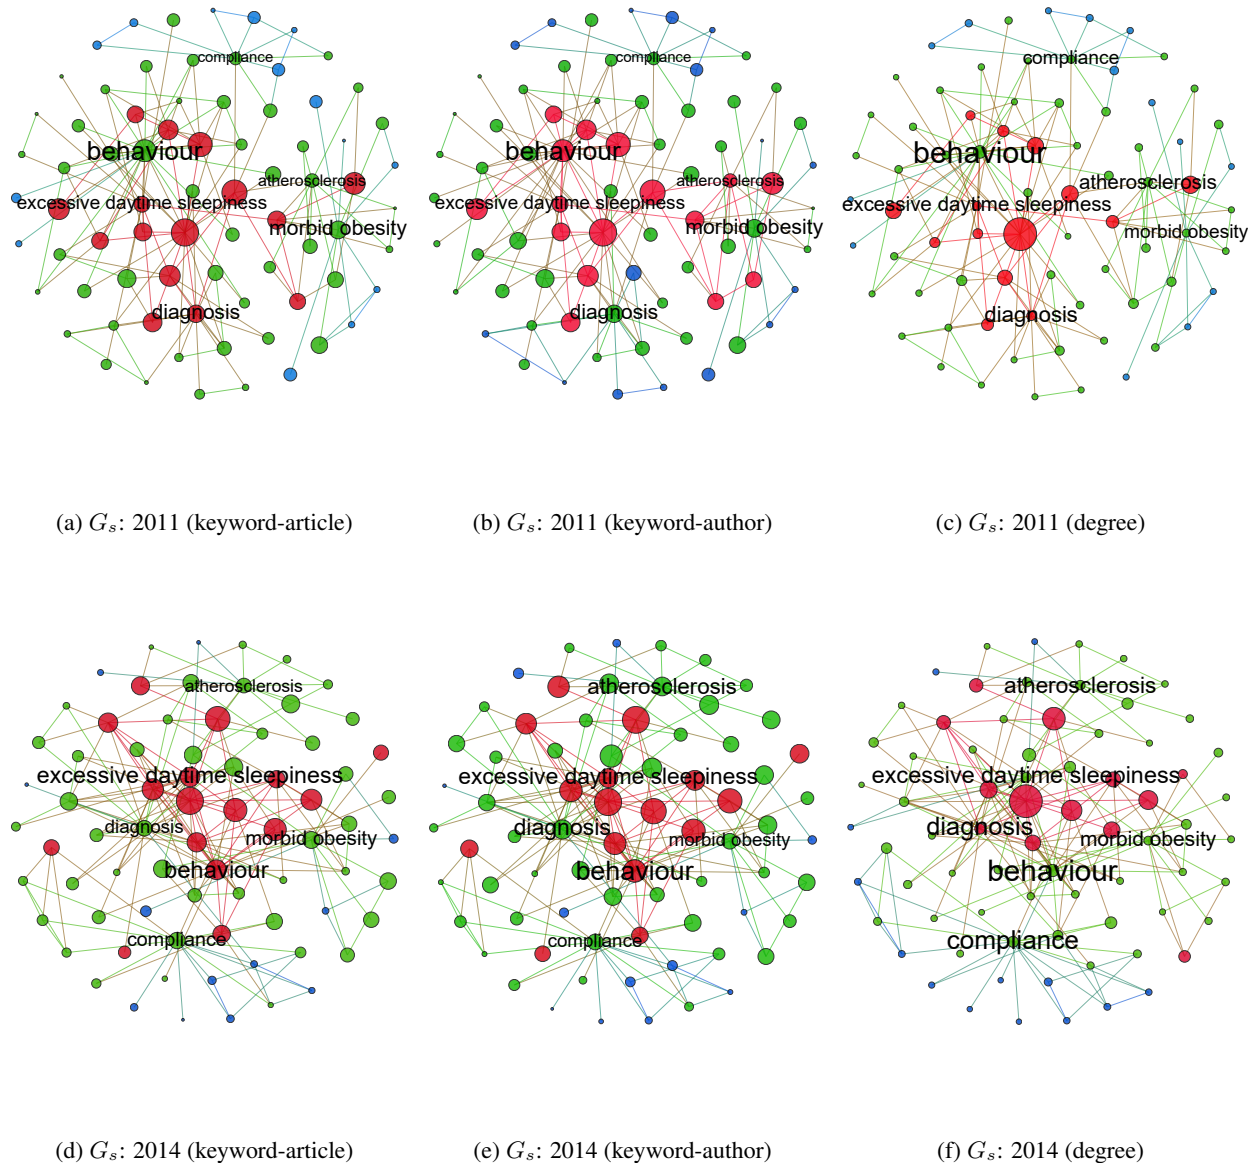 compliance
behaviour
atherosclerosis
excessive daytime sleepiness
morbid obesity
diagnosis
(a) Gₛ: 2011 (keyword-article)
compliance
behaviour
atherosclerosis
excessive daytime sleepiness
morbid obesity
diagnosis
(b) Gₛ: 2011 (keyword-author)
compliance
behaviour
atherosclerosis
excessive daytime sleepiness
morbid obesity
diagnosis
(c) Gₛ: 2011 (degree)
atherosclerosis
excessive daytime sleepiness
diagnosis
morbid obesity
behaviour
compliance
(d) Gₛ: 2014 (keyword-article)
atherosclerosis
excessive daytime sleepiness
diagnosis
morbid obesity
behaviour
compliance
(e) Gₛ: 2014 (keyword-author)
atherosclerosis
excessive daytime sleepiness
diagnosis
morbid obesity
behaviour
compliance
(f) Gₛ: 2014 (degree)